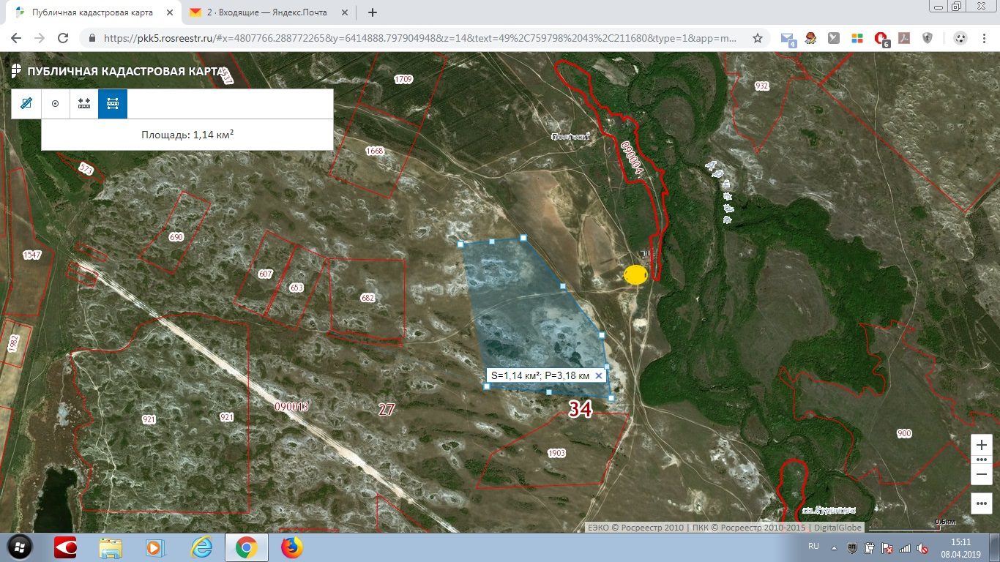 Публичная кадастровая карта
2 · Входящие — Яндекс.Почта
https://pkk5.rosreestr.ru/#x=4807766.288772265&y=6414888.797904948&z=14&text=49%2C759798%2043%2C211680&type=1&app=m...
4
6
ПУБЛИЧНАЯ КАДАСТРОВАЯ КАРТА
Площадь: 1,14 км²
1709
932
1668
090004
573
690
1547
607
653
682
1982
S=1,14 км²; P=3,18 км
090013
27
34
921
921
900
1903
0.6км
ЕЭКО © Росреестр 2010 | ПКК © Росреестр 2010-2015 | DigitalGlobe
RU
15:11
08.04.2019